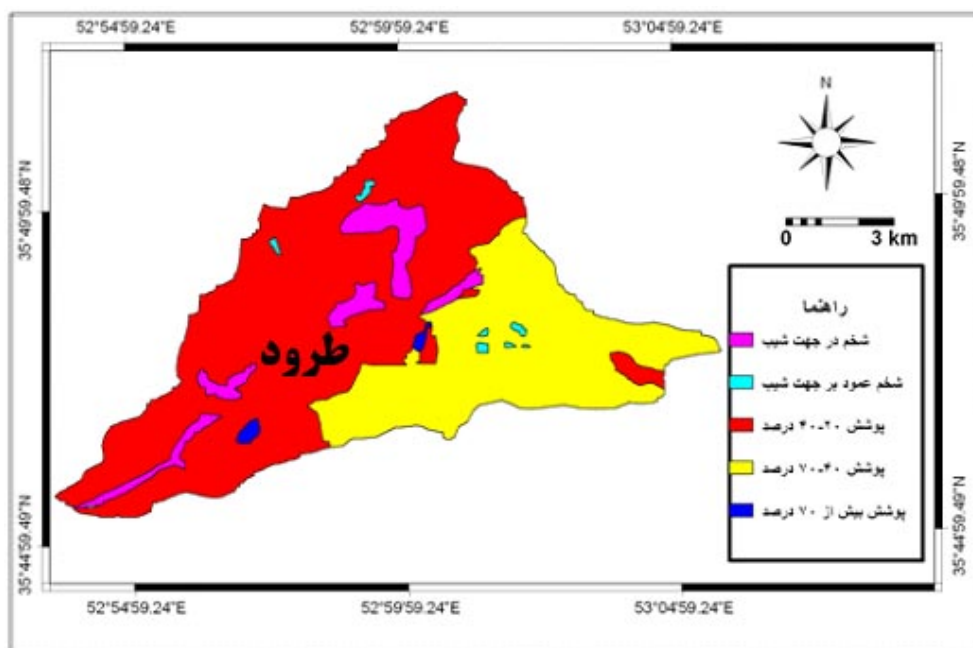 52°54'59.24"E 52°59'59.24"E 53°04'59.24"E
N
35°49'59.48"N 35°49'59.48"N
0 3 km
راهنما
شخم در جهت شیب
شخم عمود بر جهت شیب
پوشش ۲۰-۴۰ درصد
پوشش ۴۰-۷۰ درصد
پوشش بیش از ۷۰ درصد
طرود
35°44'59.49"N 35°44'59.49"N
52°54'59.24"E 52°59'59.24"E 53°04'59.24"E